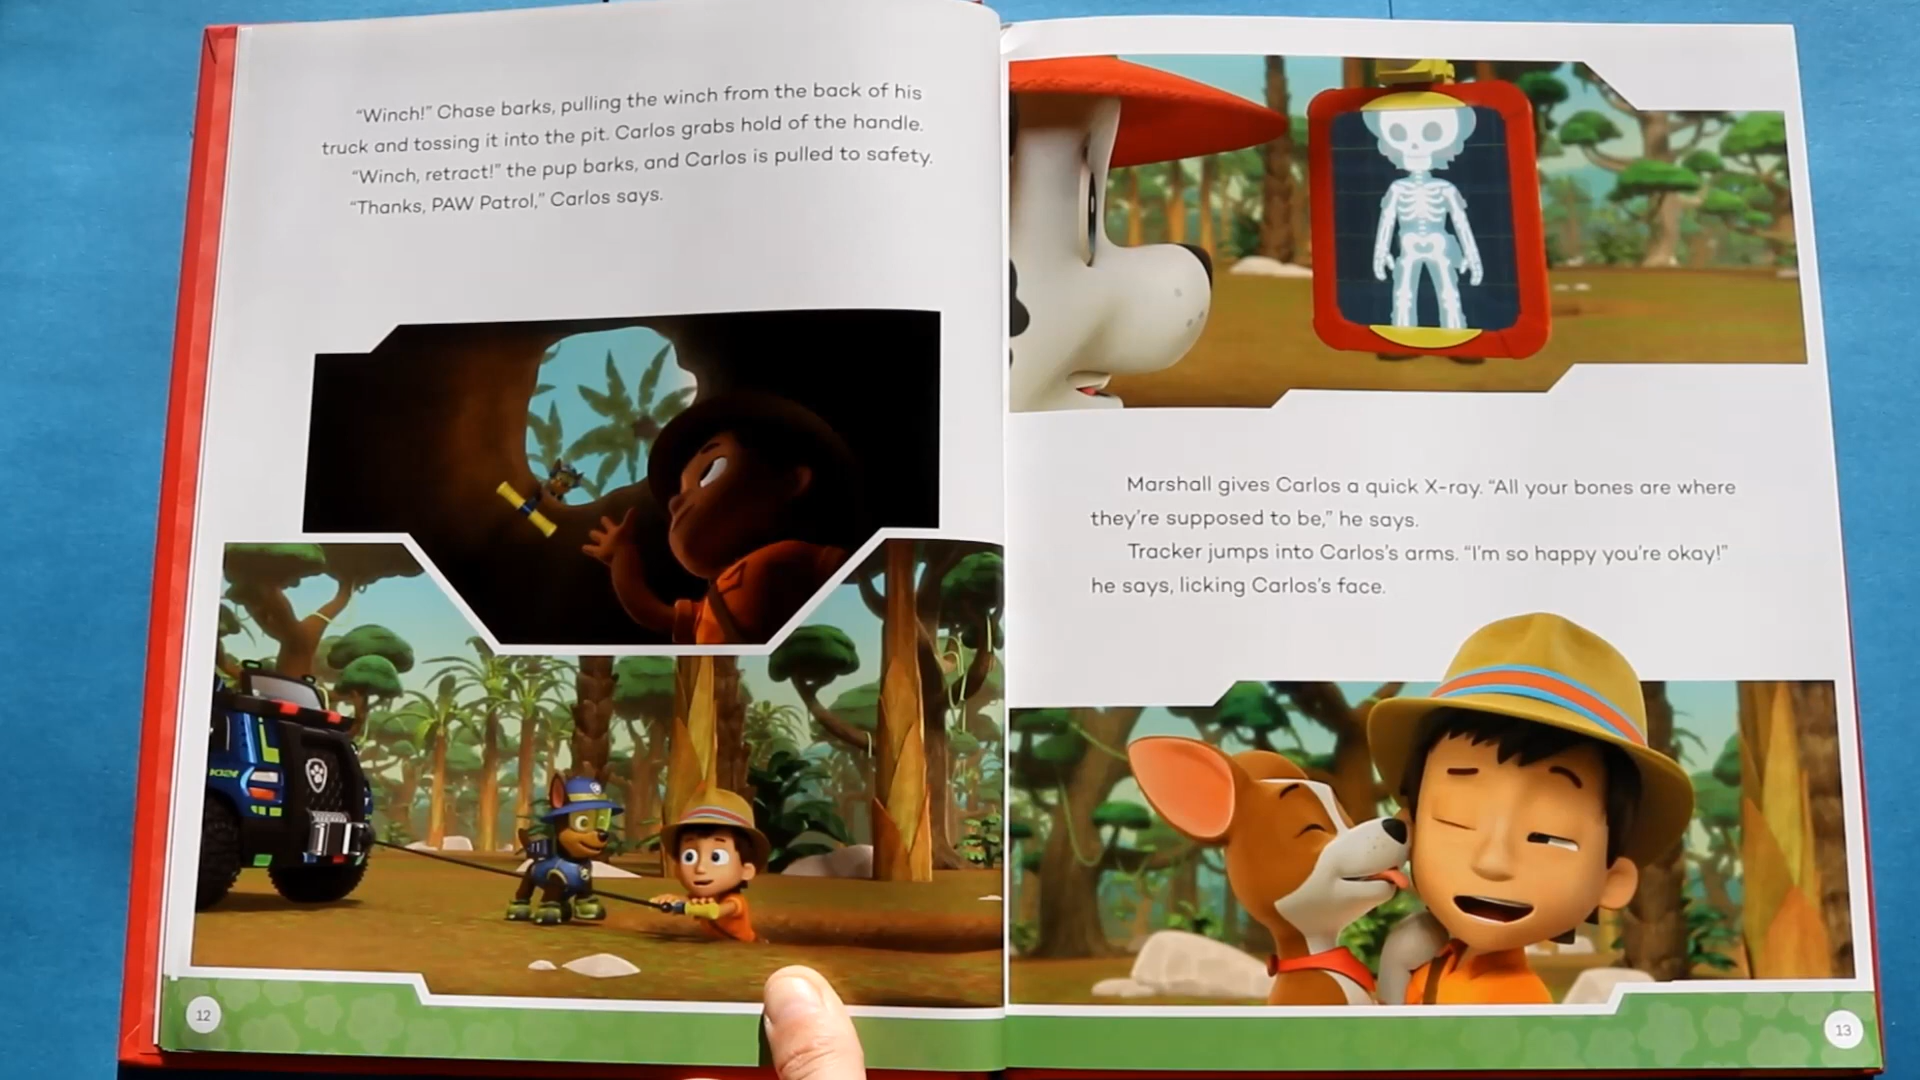 “Winch!” Chase barks, pulling the winch from the back of his
truck and tossing it into the pit. Carlos grabs hold of the handle.
“Winch, retract!” the pup barks, and Carlos is pulled to safety.
“Thanks, PAW Patrol,” Carlos says.
12
Marshall gives Carlos a quick X-ray. “All your bones are where
they’re supposed to be,” he says.
Tracker jumps into Carlos’s arms. “I’m so happy you’re okay!”
he says, licking Carlos’s face.
13